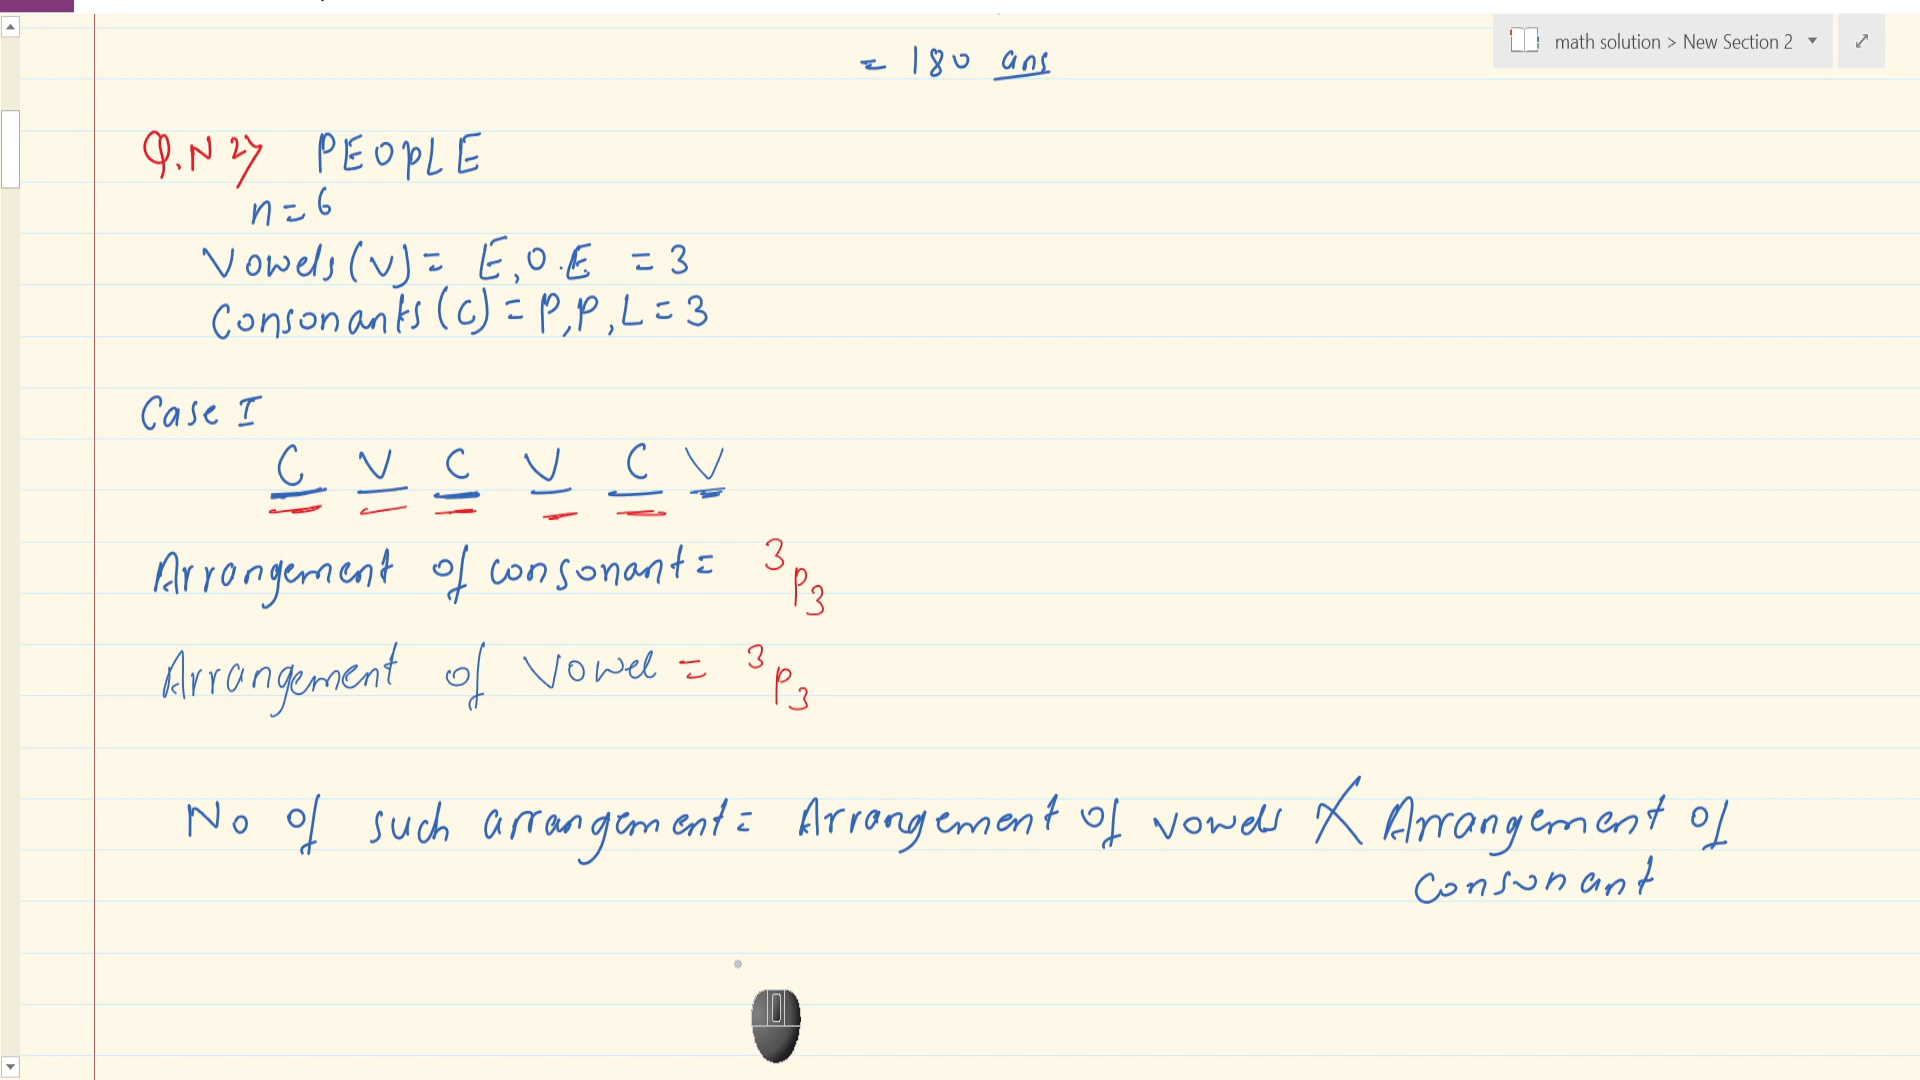 math solution > New Section 2
= 180 ans
Q.N 2) PEOPLE
n=6
Vowels (V) = E, O. E = 3
Consonants (C) = P, P, L = 3
Case I
C V C V C V
Arrangement of consonant = ³P₃
Arrangement of Vowel = ³P₃
No of such arrangement = Arrangement of vowels X Arrangement of
Consonant